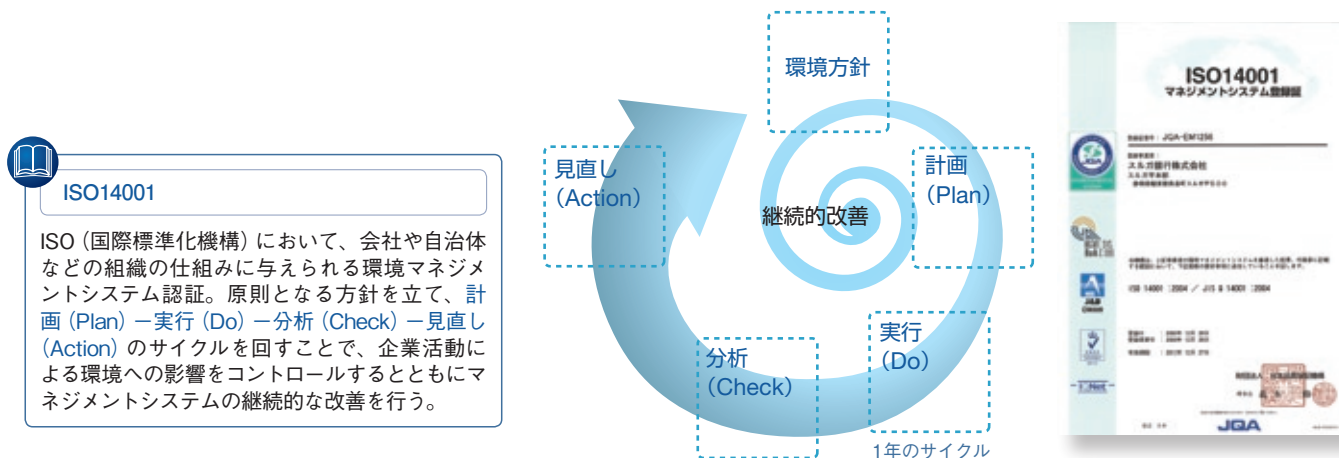 ISO14001
ISO（国際標準化機構）において、会社や自治体
などの組織の仕組みに与えられる環境マネジメ
ントシステム認証。原則となる方針を立て、計
画（Plan）－実行（Do）－分析（Check）－見直し
（Action）のサイクルを回すことで、企業活動に
よる環境への影響をコントロールするとともにマ
ネジメントシステムの継続的な改善を行う。
環境方針
計画
（Plan）
実行
（Do）
分析
（Check）
見直し
（Action）
継続的改善
1年のサイクル
ISO14001
マネジメントシステム登録証
JQA-EM1256
スルガ銀行株式会社
ISO 14001 :2004 ／ JIS Q 14001 :2004
JQA